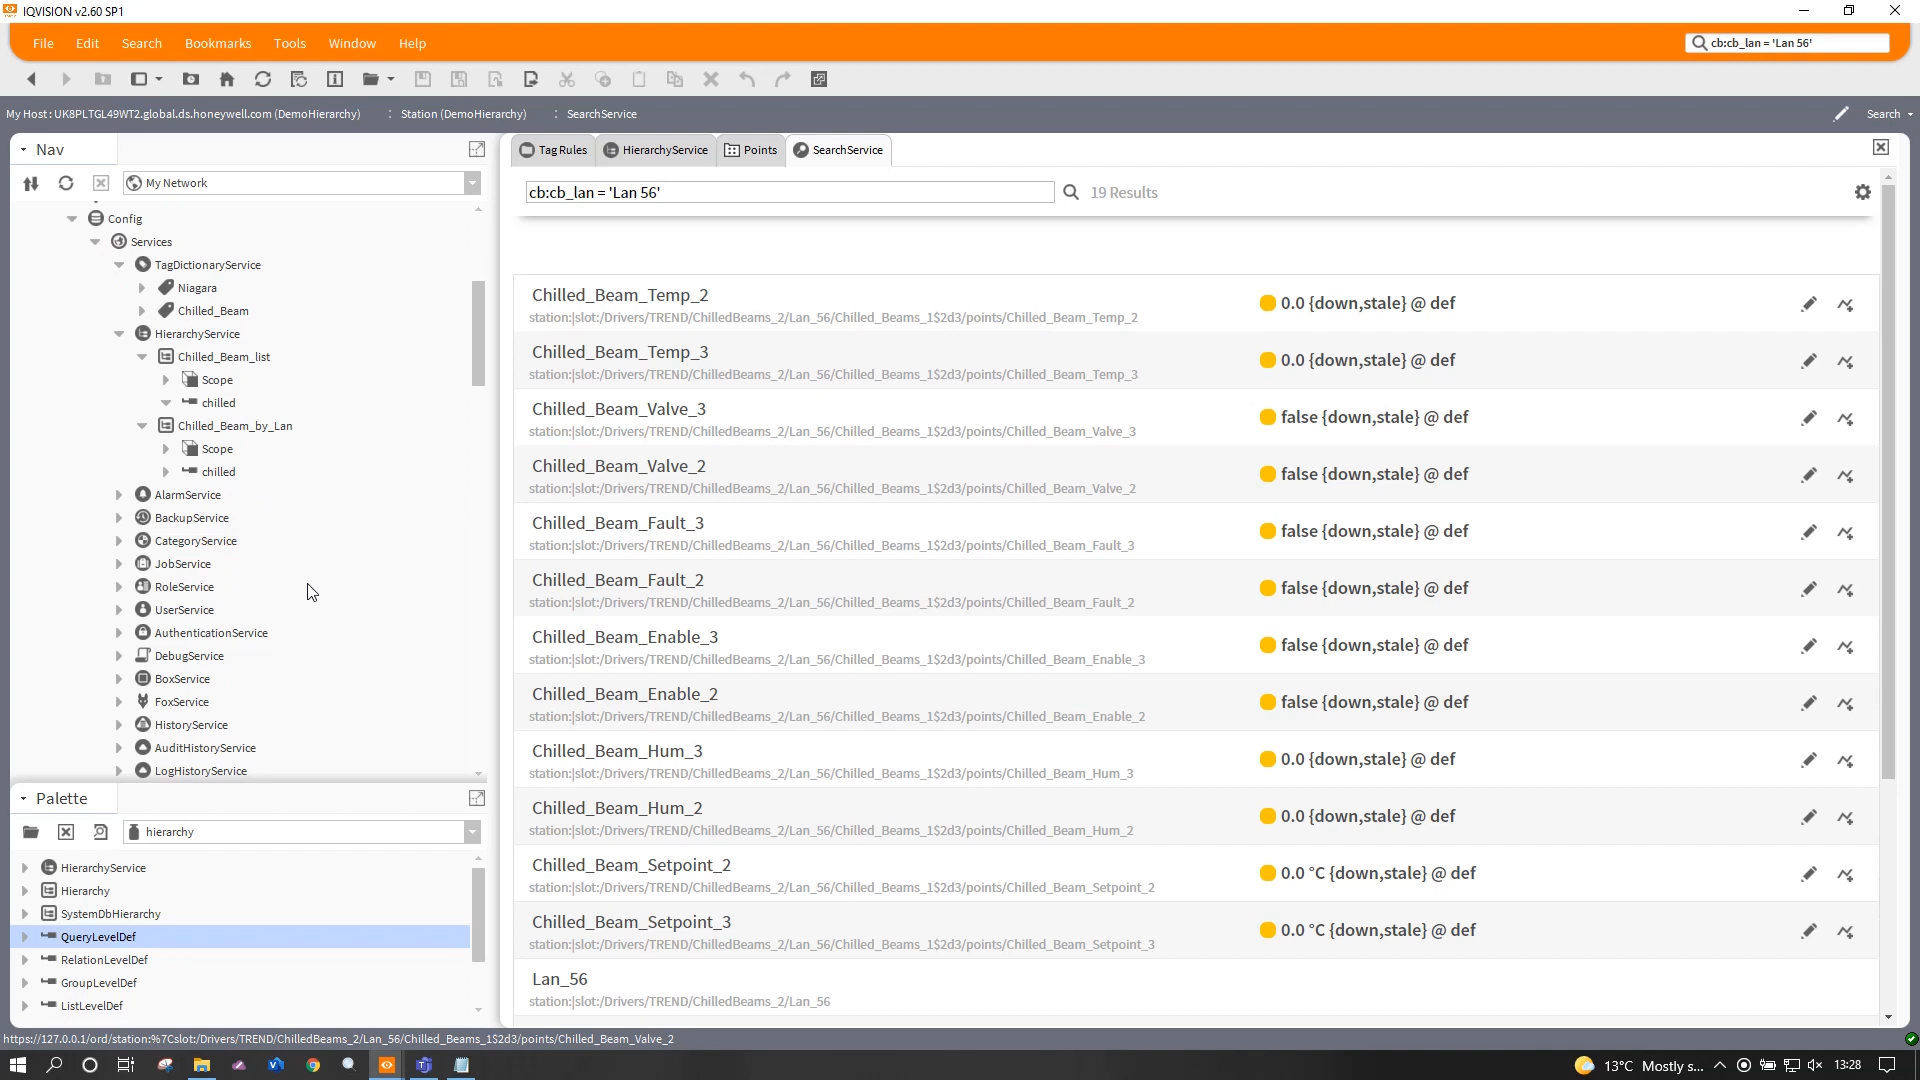 IQVISION v2.60 SP1
File Edit Search Bookmarks Tools Window Help
cb:cb_lan = 'Lan 56'
My Host : UK8PLTGL49WT2.global.ds.honeywell.com (DemoHierarchy) : Station (DemoHierarchy) : SearchService
Search
Nav
My Network
Config
Services
TagDictionaryService
Niagara
Chilled_Beam
HierarchyService
Chilled_Beam_list
Scope
chilled
Chilled_Beam_by_Lan
Scope
chilled
AlarmService
BackupService
CategoryService
JobService
RoleService
UserService
AuthenticationService
DebugService
BoxService
FoxService
HistoryService
AuditHistoryService
LogHistoryService
Palette
hierarchy
HierarchyService
Hierarchy
SystemDbHierarchy
QueryLevelDef
RelationLevelDef
GroupLevelDef
ListLevelDef
Tag Rules HierarchyService Points SearchService
cb:cb_lan = 'Lan 56' 19 Results
Chilled_Beam_Temp_2
station:|slot:/Drivers/TREND/ChilledBeams_2/Lan_56/Chilled_Beams_1$2d3/points/Chilled_Beam_Temp_2
0.0 {down,stale} @ def
Chilled_Beam_Temp_3
station:|slot:/Drivers/TREND/ChilledBeams_2/Lan_56/Chilled_Beams_1$2d3/points/Chilled_Beam_Temp_3
0.0 {down,stale} @ def
Chilled_Beam_Valve_3
station:|slot:/Drivers/TREND/ChilledBeams_2/Lan_56/Chilled_Beams_1$2d3/points/Chilled_Beam_Valve_3
false {down,stale} @ def
Chilled_Beam_Valve_2
station:|slot:/Drivers/TREND/ChilledBeams_2/Lan_56/Chilled_Beams_1$2d3/points/Chilled_Beam_Valve_2
false {down,stale} @ def
Chilled_Beam_Fault_3
station:|slot:/Drivers/TREND/ChilledBeams_2/Lan_56/Chilled_Beams_1$2d3/points/Chilled_Beam_Fault_3
false {down,stale} @ def
Chilled_Beam_Fault_2
station:|slot:/Drivers/TREND/ChilledBeams_2/Lan_56/Chilled_Beams_1$2d3/points/Chilled_Beam_Fault_2
false {down,stale} @ def
Chilled_Beam_Enable_3
station:|slot:/Drivers/TREND/ChilledBeams_2/Lan_56/Chilled_Beams_1$2d3/points/Chilled_Beam_Enable_3
false {down,stale} @ def
Chilled_Beam_Enable_2
station:|slot:/Drivers/TREND/ChilledBeams_2/Lan_56/Chilled_Beams_1$2d3/points/Chilled_Beam_Enable_2
false {down,stale} @ def
Chilled_Beam_Hum_3
station:|slot:/Drivers/TREND/ChilledBeams_2/Lan_56/Chilled_Beams_1$2d3/points/Chilled_Beam_Hum_3
0.0 {down,stale} @ def
Chilled_Beam_Hum_2
station:|slot:/Drivers/TREND/ChilledBeams_2/Lan_56/Chilled_Beams_1$2d3/points/Chilled_Beam_Hum_2
0.0 {down,stale} @ def
Chilled_Beam_Setpoint_2
station:|slot:/Drivers/TREND/ChilledBeams_2/Lan_56/Chilled_Beams_1$2d3/points/Chilled_Beam_Setpoint_2
0.0 °C {down,stale} @ def
Chilled_Beam_Setpoint_3
station:|slot:/Drivers/TREND/ChilledBeams_2/Lan_56/Chilled_Beams_1$2d3/points/Chilled_Beam_Setpoint_3
0.0 °C {down,stale} @ def
Lan_56
station:|slot:/Drivers/TREND/ChilledBeams_2/Lan_56
https://127.0.0.1/ord/station:%7Cslot:/Drivers/TREND/ChilledBeams_2/Lan_56/Chilled_Beams_1$2d3/points/Chilled_Beam_Valve_2
13°C Mostly s... 13:28